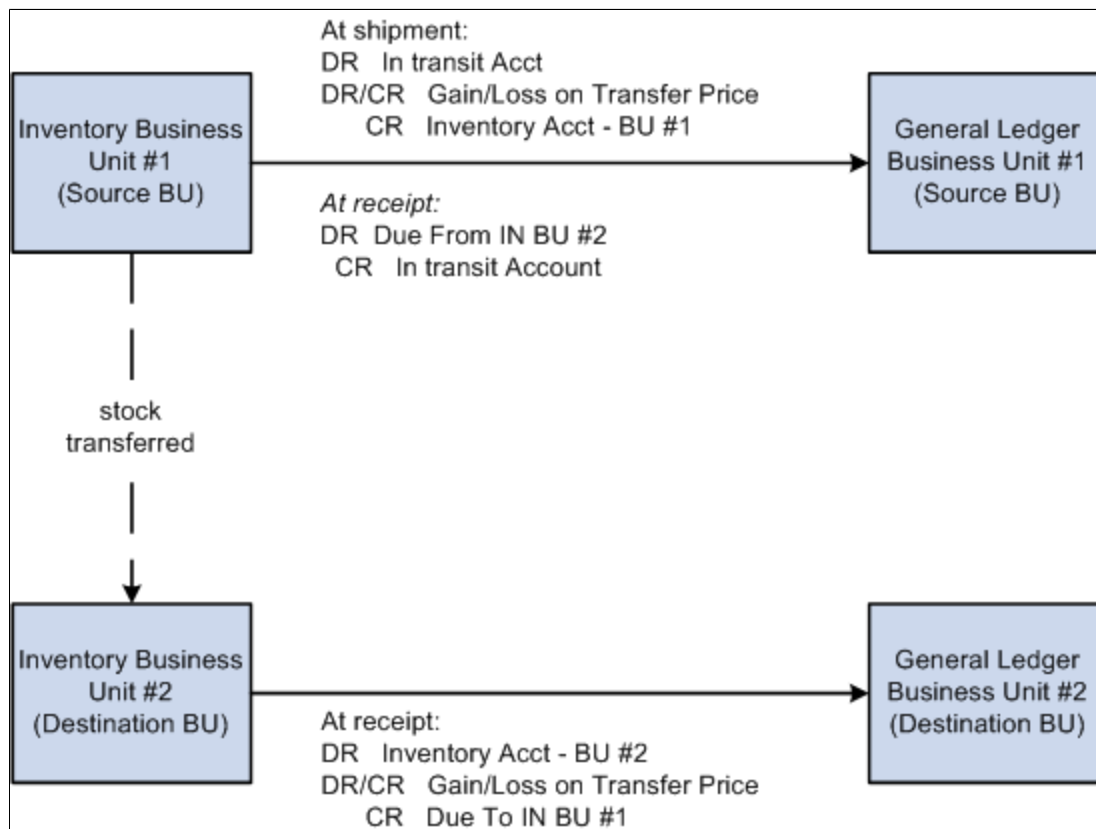 At shipment:
DR In transit Acct
DR/CR Gain/Loss on Transfer Price
CR Inventory Acct - BU #1
Inventory Business
Unit #1
(Source BU)
General Ledger
Business Unit #1
(Source BU)
At receipt:
DR Due From IN BU #2
CR In transit Account
stock
transferred
Inventory Business
Unit #2
(Destination BU)
General Ledger
Business Unit #2
(Destination BU)
At receipt:
DR Inventory Acct - BU #2
DR/CR Gain/Loss on Transfer Price
CR Due To IN BU #1